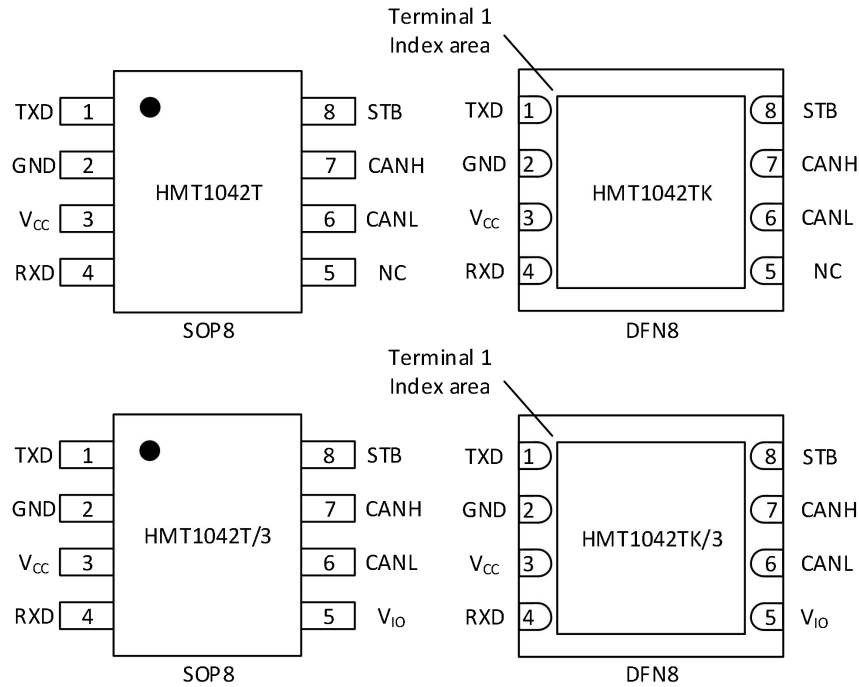 Terminal 1
Index area
TXD 1 8 STB
GND 2 7 CANH
HMT1042T
VCC 3 6 CANL
RXD 4 5 NC
SOP8
TXD 1 8 STB
GND 2 7 CANH
HMT1042TK
VCC 3 6 CANL
RXD 4 5 NC
DFN8
Terminal 1
Index area
TXD 1 8 STB
GND 2 7 CANH
HMT1042T/3
VCC 3 6 CANL
RXD 4 5 VIO
SOP8
TXD 1 8 STB
GND 2 7 CANH
HMT1042TK/3
VCC 3 6 CANL
RXD 4 5 VIO
DFN8